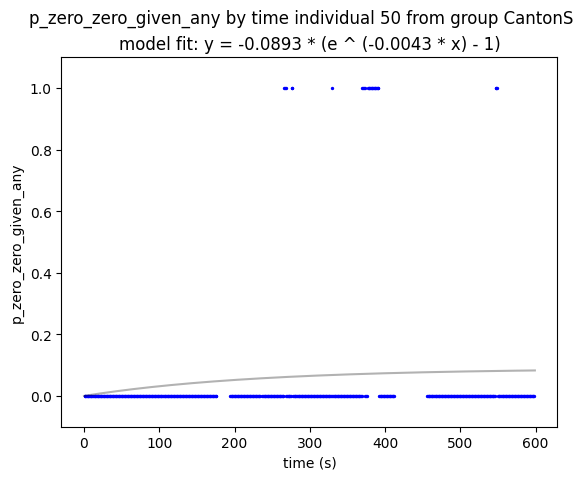 p_zero_zero_given_any by time individual 50 from group CantonS
model fit: y = -0.0893 * (e ^ (-0.0043 * x) - 1)
1.0
0.8
0.6
0.4
0.2
0.0
p_zero_zero_given_any
0 100 200 300 400 500 600
time (s)